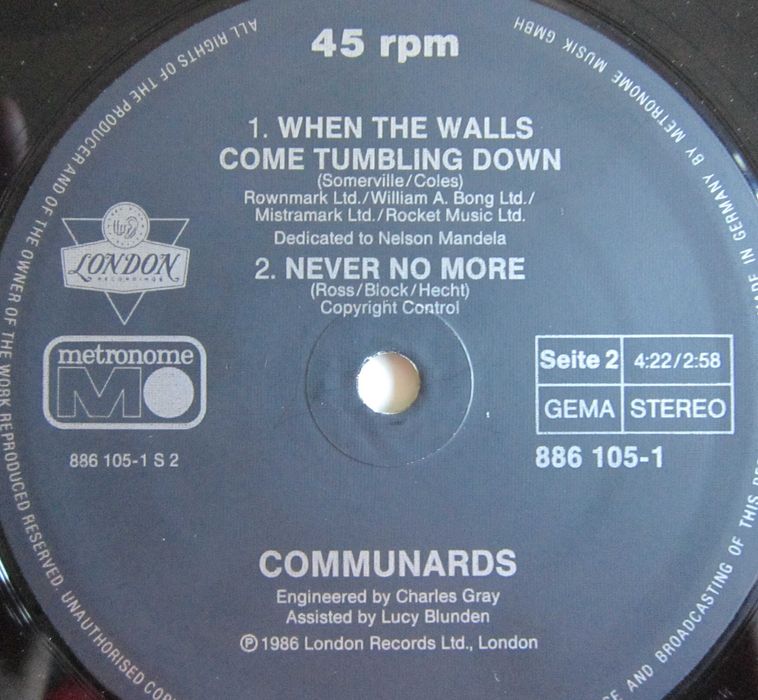 45 rpm
1. WHEN THE WALLS
COME TUMBLING DOWN
(Somerville/Coles)
Rownmark Ltd./William A. Bong Ltd./
Mistramark Ltd./Rocket Music Ltd.
Dedicated to Nelson Mandela
2. NEVER NO MORE
(Ross/Block/Hecht)
Copyright Control
LONDON
RECORDINGS
metronome
886 105-1 S 2
Seite 2 4:22/2:58
GEMA STEREO
886 105-1
COMMUNARDS
Engineered by Charles Gray
Assisted by Lucy Blunden
Ⓟ 1986 London Records Ltd., London
ALL RIGHTS OF THE PRODUCER AND OF THE OWNER OF THE WORK REPRODUCED RESERVED. UNAUTHORISED
AND BROADCASTING OF THIS
IN GERMANY BY METRONOME MUSIK GMBH